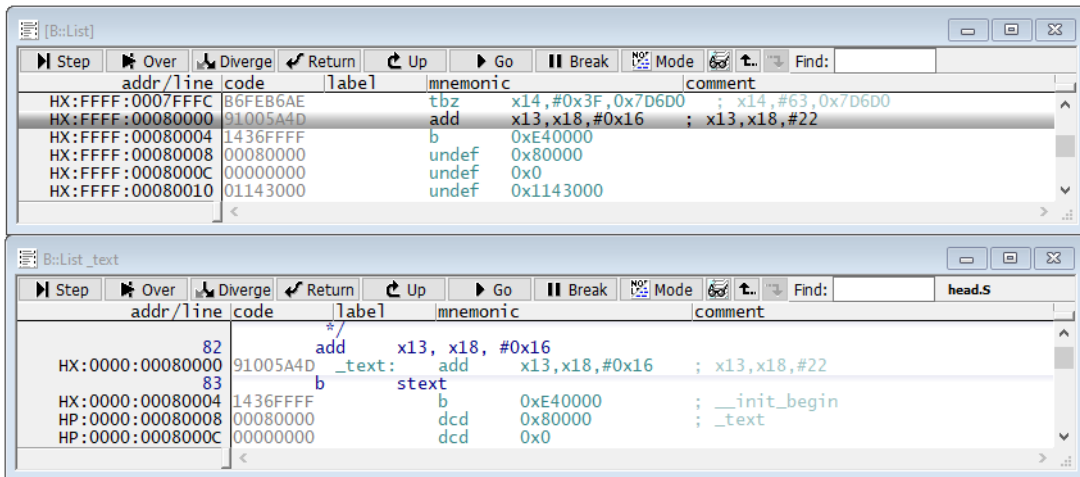 [B::List]
Step Over Diverge Return Up Go Break Mode Find:
addr/line code label mnemonic comment
HX:FFFF:0007FFFC B6FEB6AE tbz x14,#0x3F,0x7D6D0 ; x14,#63,0x7D6D0
HX:FFFF:00080000 91005A4D add x13,x18,#0x16 ; x13,x18,#22
HX:FFFF:00080004 1436FFFF b 0xE40000
HX:FFFF:00080008 00080000 undef 0x80000
HX:FFFF:0008000C 00000000 undef 0x0
HX:FFFF:00080010 01143000 undef 0x1143000
B::List _text
Step Over Diverge Return Up Go Break Mode Find: head.S
addr/line code label mnemonic comment
*/
82 add x13, x18, #0x16
HX:0000:00080000 91005A4D _text: add x13,x18,#0x16 ; x13,x18,#22
83 b stext
HX:0000:00080004 1436FFFF b 0xE40000 ; __init_begin
HP:0000:00080008 00080000 dcd 0x80000 ; _text
HP:0000:0008000C 00000000 dcd 0x0